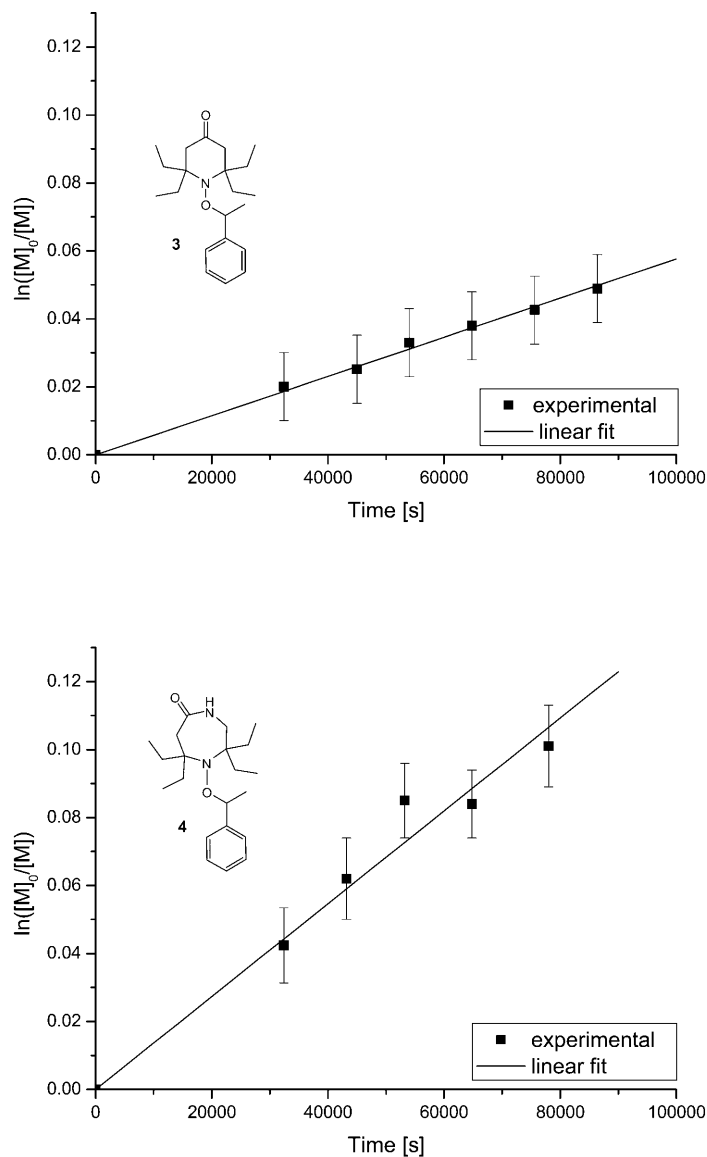 0.12
0.10
0.08
0.06
0.04
0.02
0.00
ln([M]0/[M])
O
N
O
3
experimental
linear fit
0 20000 40000 60000 80000 100000
Time [s]
0.12
0.10
0.08
0.06
0.04
0.02
0.00
ln([M]0/[M])
H
O
N
N
O
4
experimental
linear fit
0 20000 40000 60000 80000 100000
Time [s]